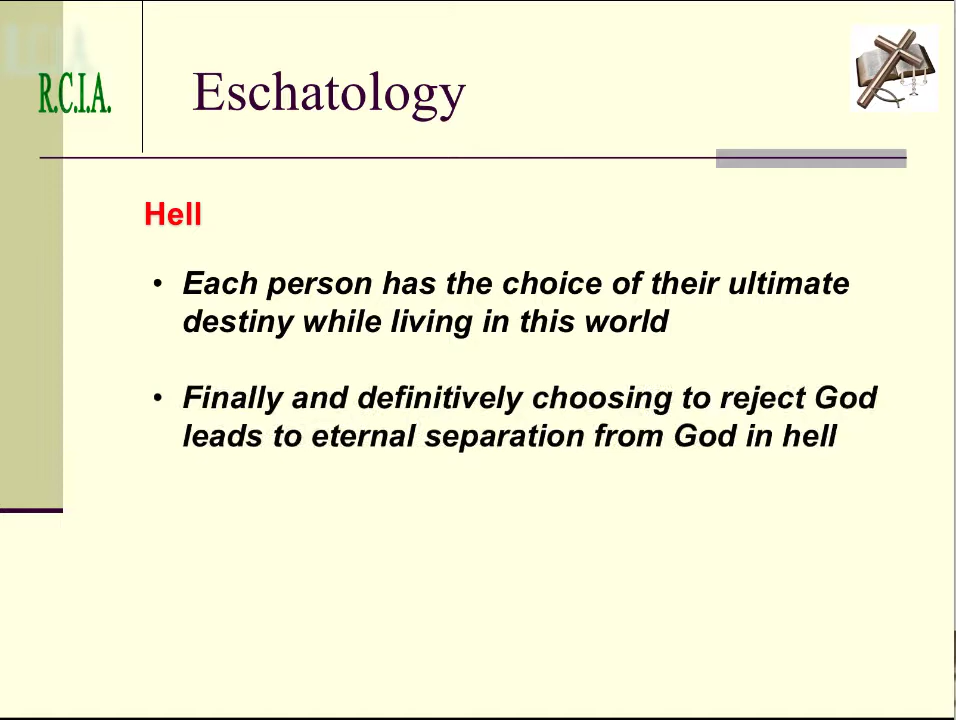 R.C.I.A.
Eschatology
Hell
• Each person has the choice of their ultimate
destiny while living in this world
• Finally and definitively choosing to reject God
leads to eternal separation from God in hell